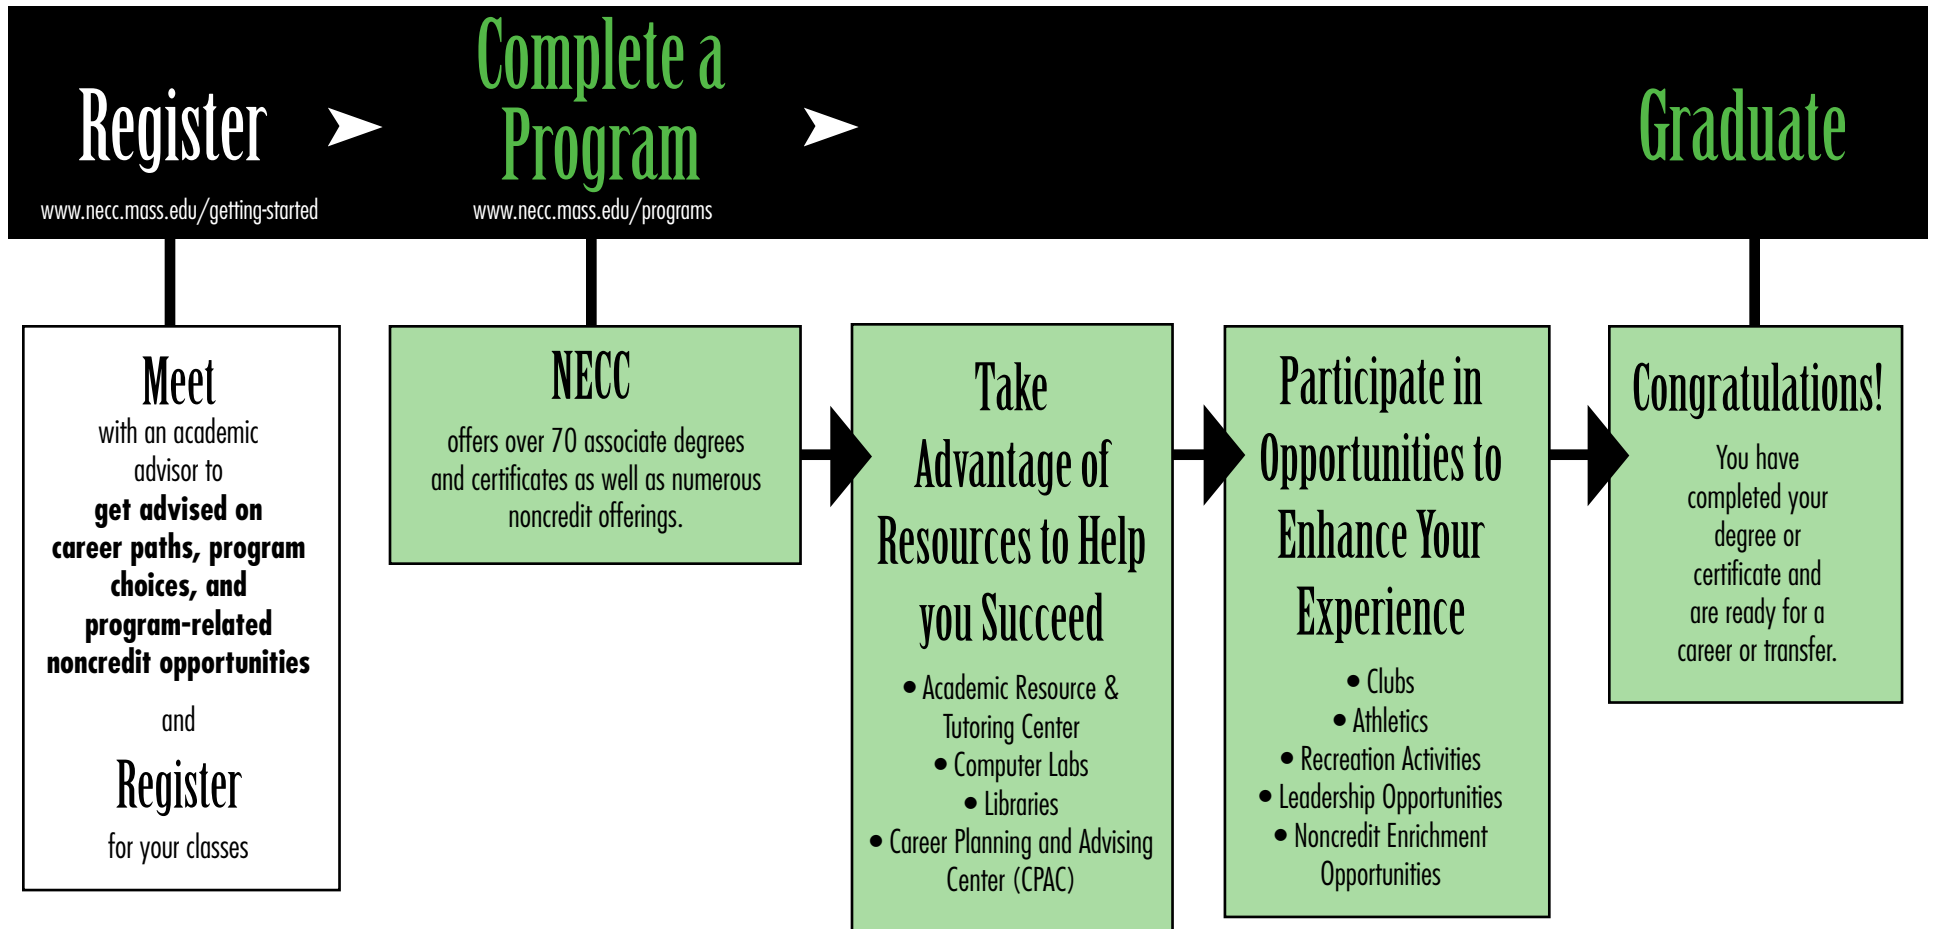 Register
www.necc.mass.edu/getting-started
Complete a
Program
www.necc.mass.edu/programs
Graduate
Meet
with an academic
advisor to
get advised on
career paths, program
choices, and
program-related
noncredit opportunities
and
Register
for your classes
NECC
offers over 70 associate degrees
and certificates as well as numerous
noncredit offerings.
Take
Advantage of
Resources to Help
you Succeed
• Academic Resource &
Tutoring Center
• Computer Labs
• Libraries
• Career Planning and Advising
Center (CPAC)
Participate in
Opportunities to
Enhance Your
Experience
• Clubs
• Athletics
• Recreation Activities
• Leadership Opportunities
• Noncredit Enrichment
Opportunities
Congratulations!
You have
completed your
degree or
certificate and
are ready for a
career or transfer.